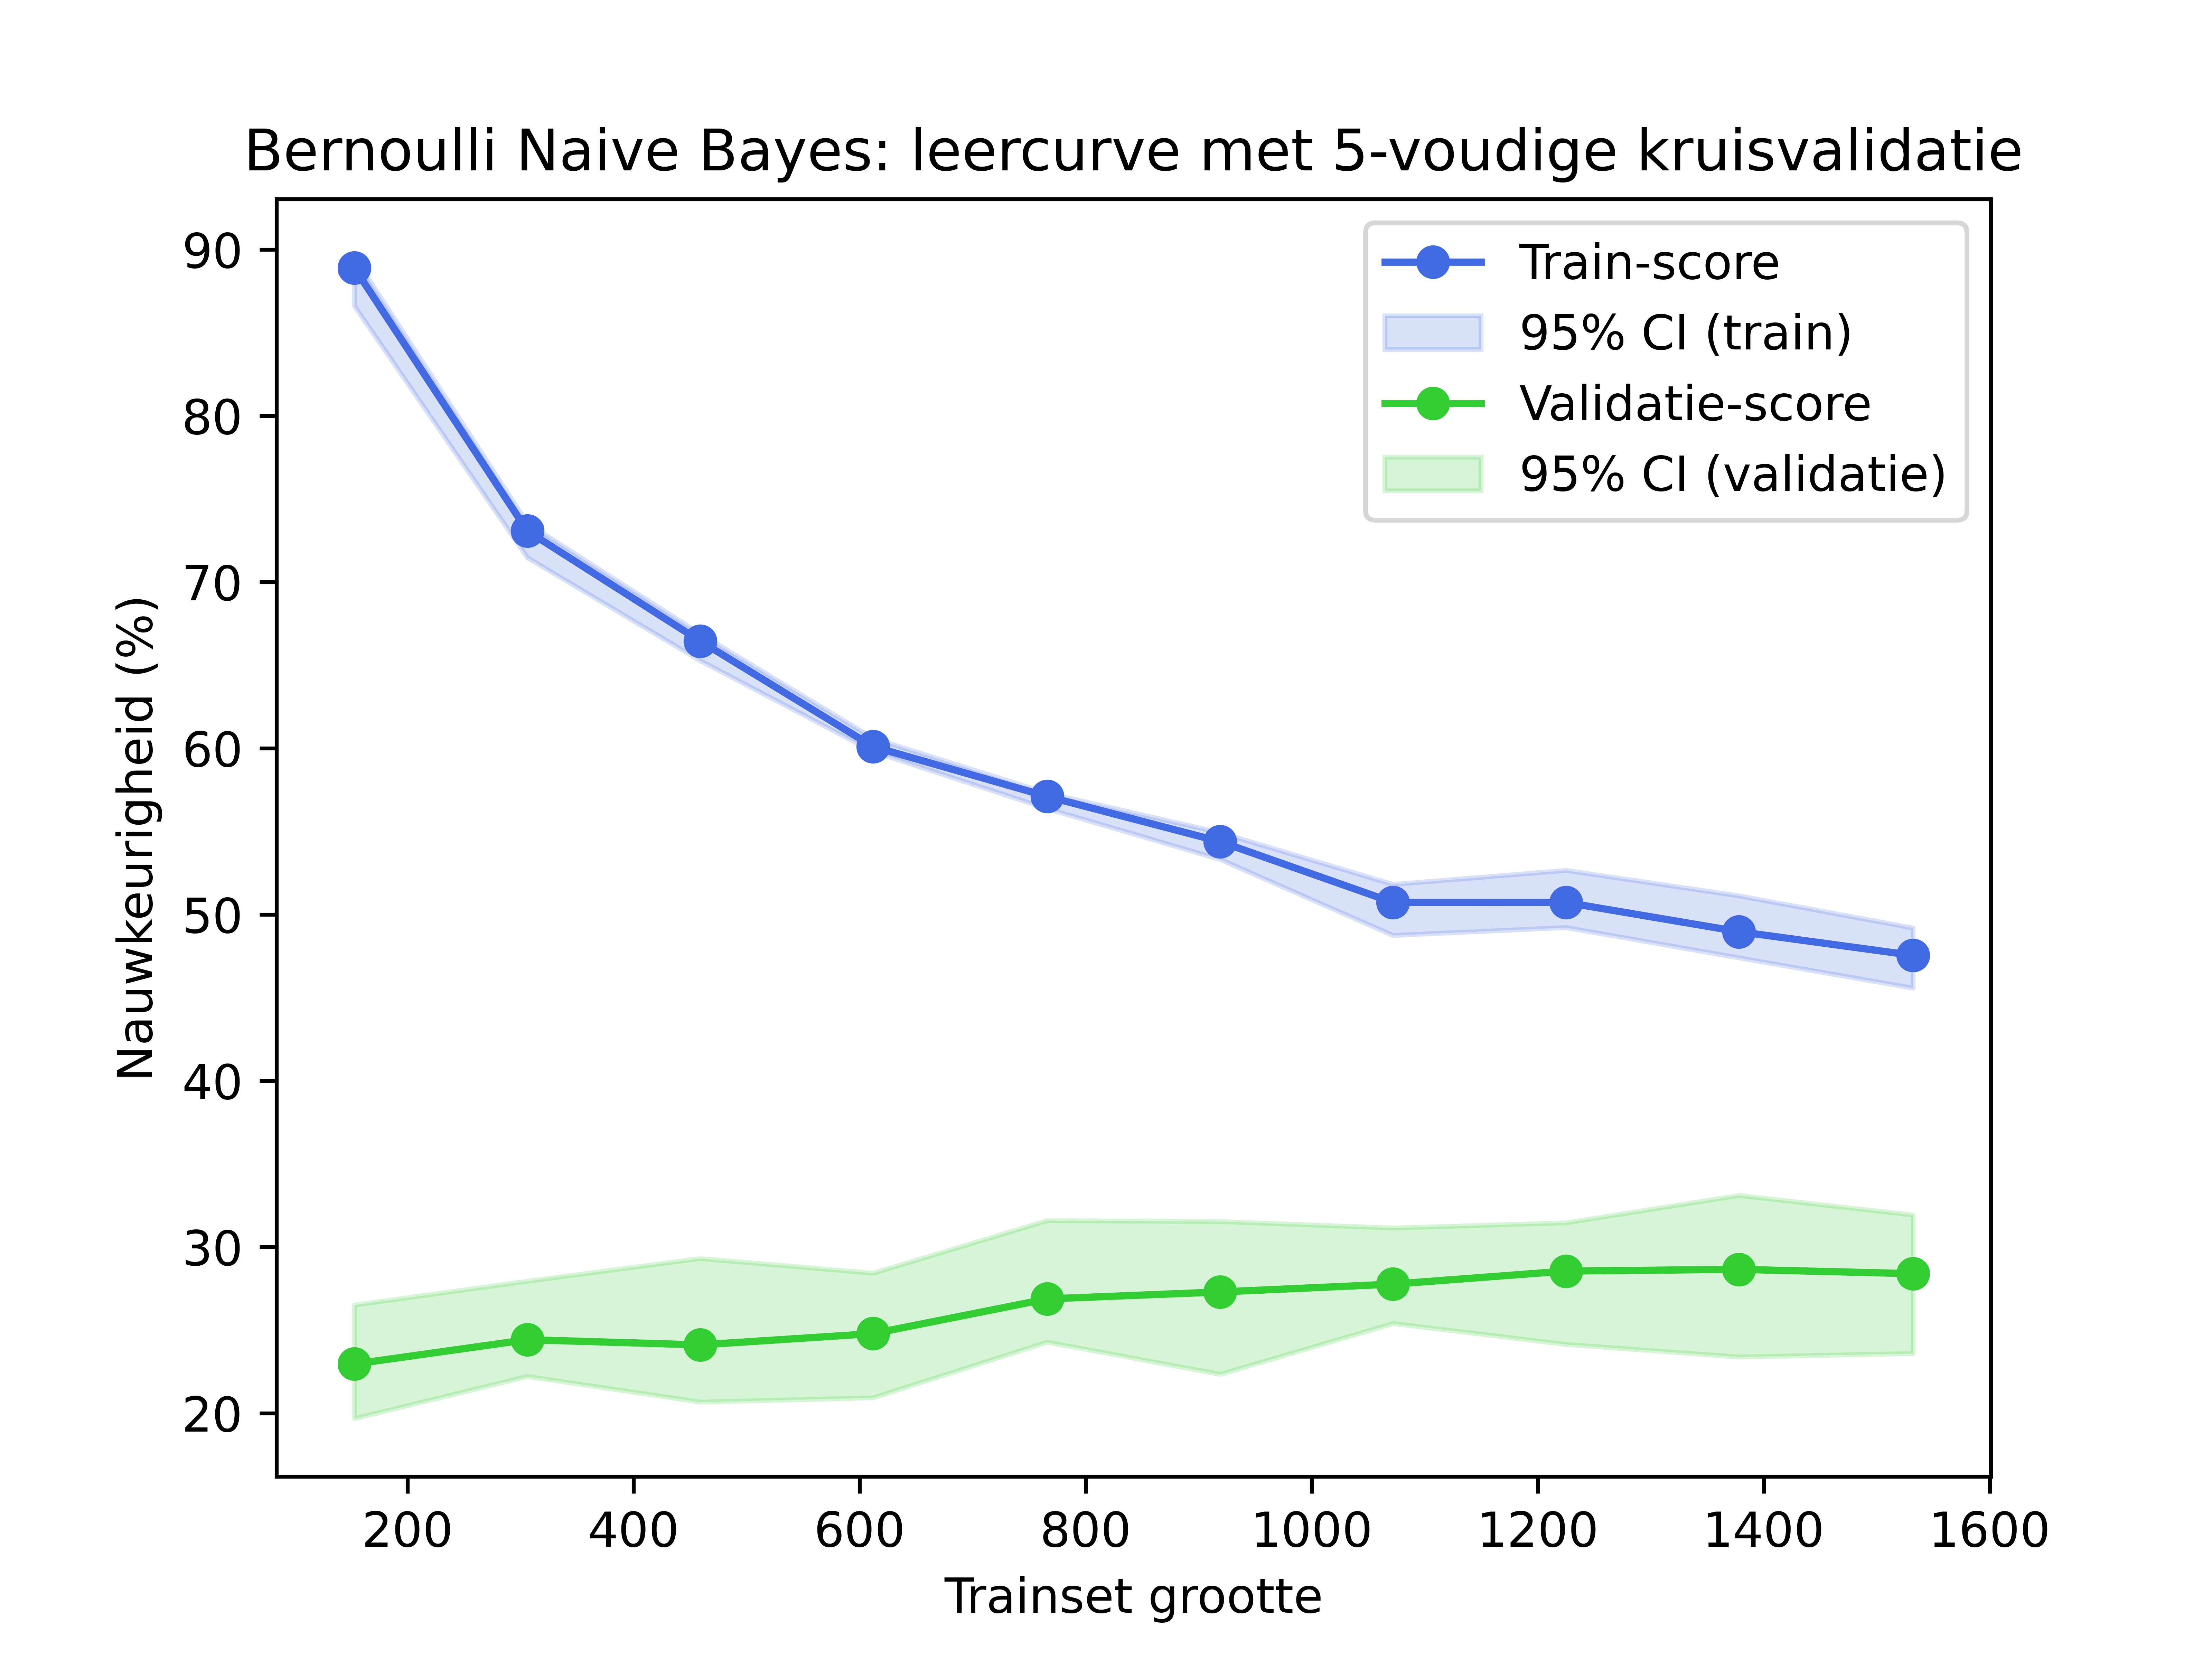 Bernoulli Naive Bayes: leercurve met 5-voudige kruisvalidatie
Train-score
95% CI (train)
Validatie-score
95% CI (validatie)
Nauwkeurigheid (%)
90
80
70
60
50
40
30
20
200 400 600 800 1000 1200 1400 1600
Trainset grootte